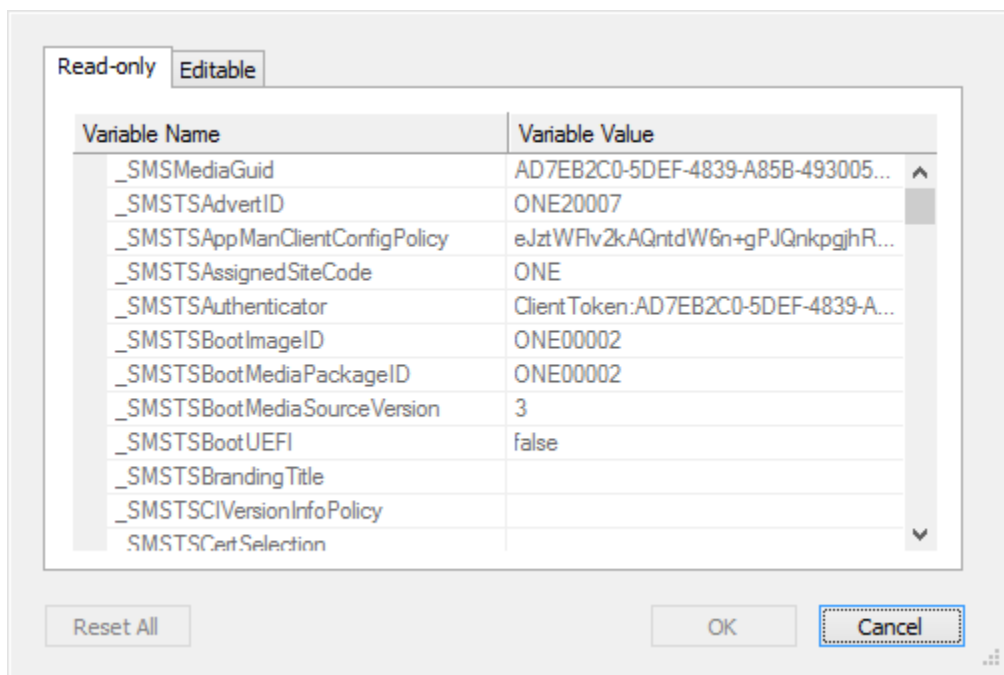 Read-only Editable
Variable Name Variable Value
_SMSMediaGuid AD7EB2C0-5DEF-4839-A85B-493005...
_SMSTSAdvertID ONE20007
_SMSTSAppManClientConfigPolicy eJztWFlv2kAQntdW6n+gPJQnkpgjhR...
_SMSTSAssignedSiteCode ONE
_SMSTSAuthenticator ClientToken:AD7EB2C0-5DEF-4839-A...
_SMSTSBootImageID ONE00002
_SMSTSBootMediaPackageID ONE00002
_SMSTSBootMediaSourceVersion 3
_SMSTSBootUEFI false
_SMSTSBrandingTitle
_SMSTSCIVersionInfoPolicy
_SMSTSCertSelection
Reset All OK Cancel